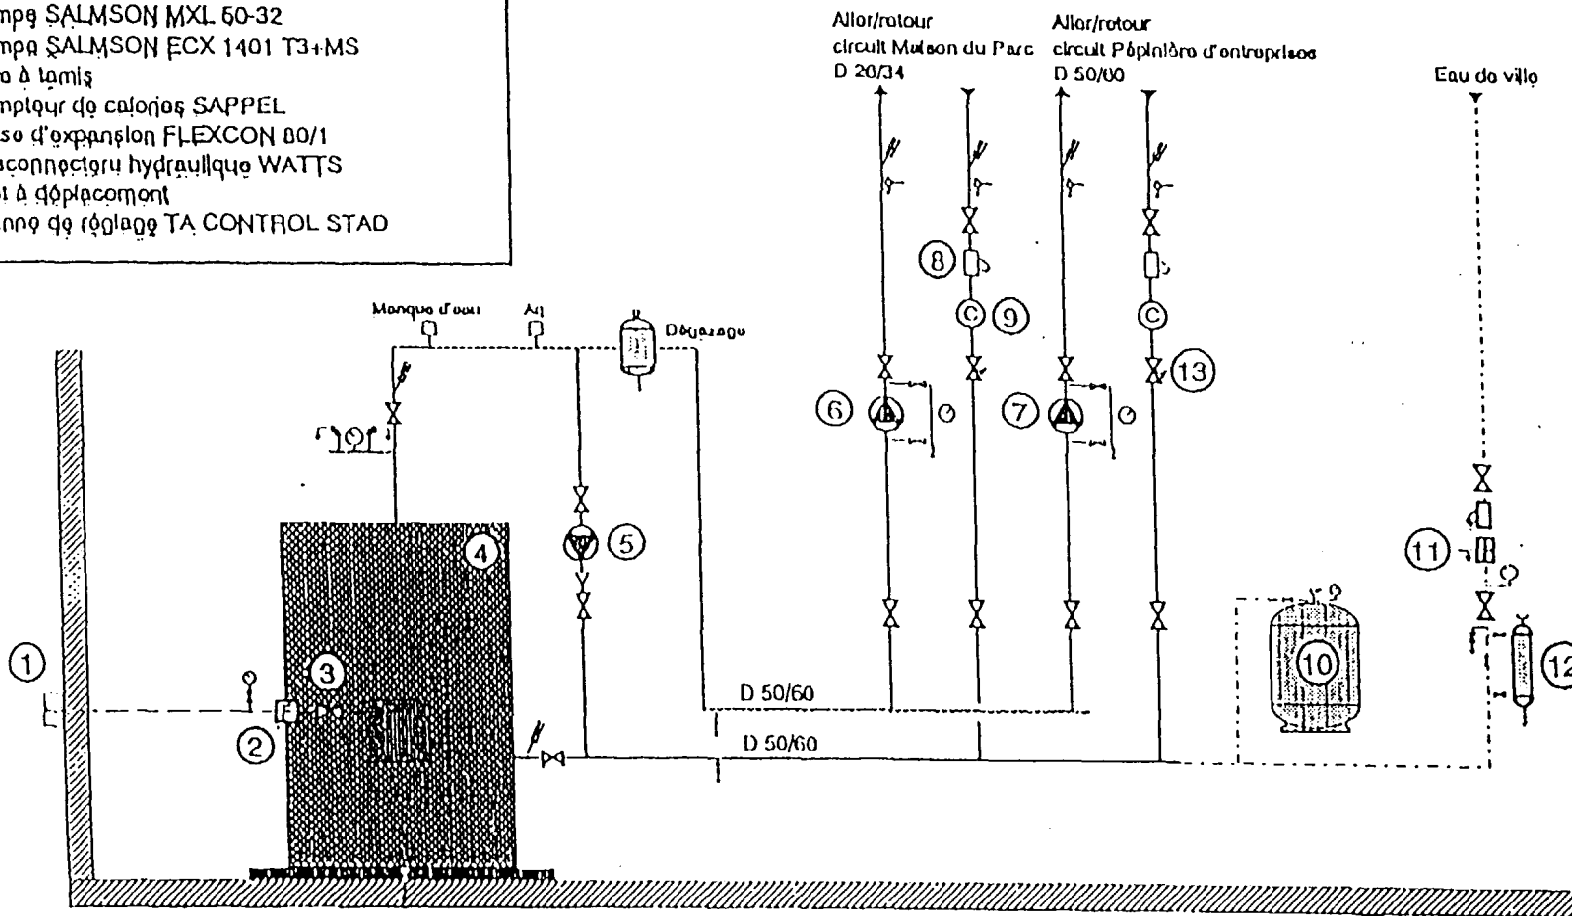 mpe SALMSON MXL 50-32
mpe SALMSON ECX 1401 T3+MS
e à tamis
mpteur de calories SAPPEL
se d'expansion FLEXCON 80/1
sconnecteru hydraulique WATTS
t à déplacement
nne de réglage TA CONTROL STAD
Aller/retour
circuit Maison du Parc
D 20/34
Aller/retour
circuit Pépinière d'entreprises
D 50/60
Eau de ville
Manque d'eau
Aq
Dégazage
8
C
9
C
13
6
7
5
4
11
1
3
10
12
2
D 50/60
D 50/60